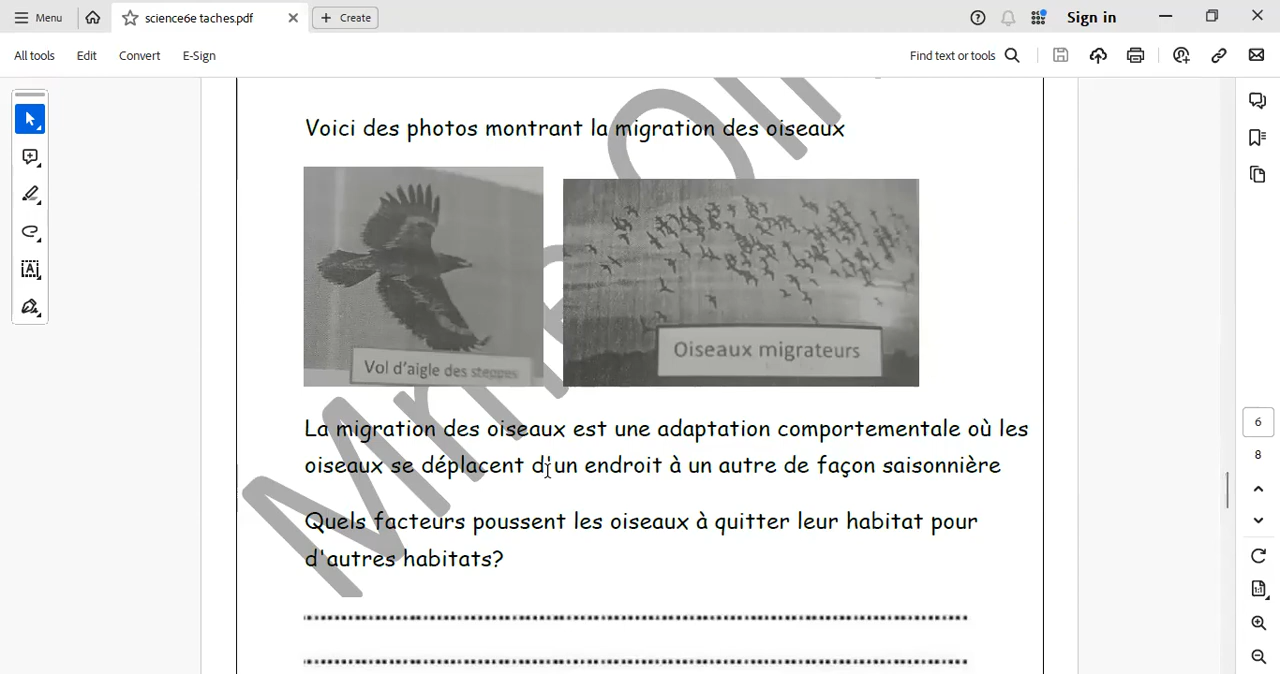 Menu
science6e taches.pdf
Create
Sign in
All tools
Edit
Convert
E-Sign
Find text or tools
Voici des photos montrant la migration des oiseaux
Vol d'aigle des steppes
Oiseaux migrateurs
La migration des oiseaux est une adaptation comportementale où les
oiseaux se déplacent d'un endroit à un autre de façon saisonnière
Quels facteurs poussent les oiseaux à quitter leur habitat pour
d'autres habitats?
6
8